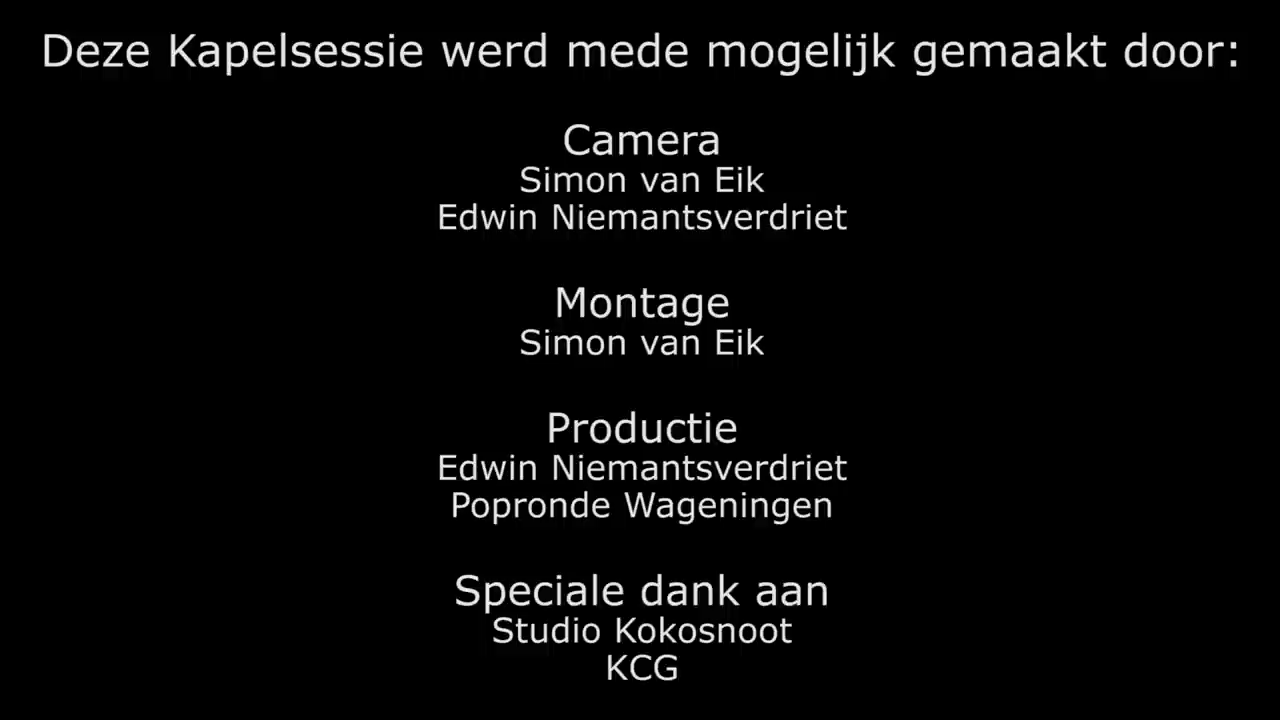 Deze Kapelsessie werd mede mogelijk gemaakt door:
Camera
Simon van Eik
Edwin Niemantsverdriet
Montage
Simon van Eik
Productie
Edwin Niemantsverdriet
Popronde Wageningen
Speciale dank aan
Studio Kokosnoot
KCG